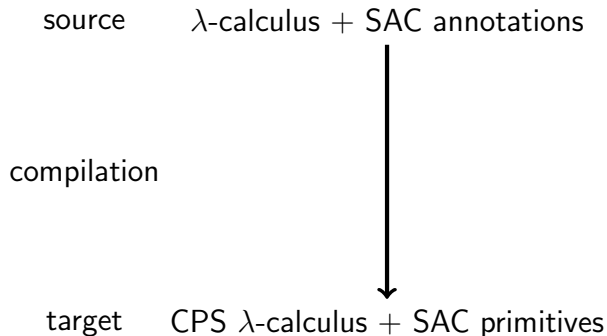 source λ-calculus + SAC annotations
compilation
target CPS λ-calculus + SAC primitives